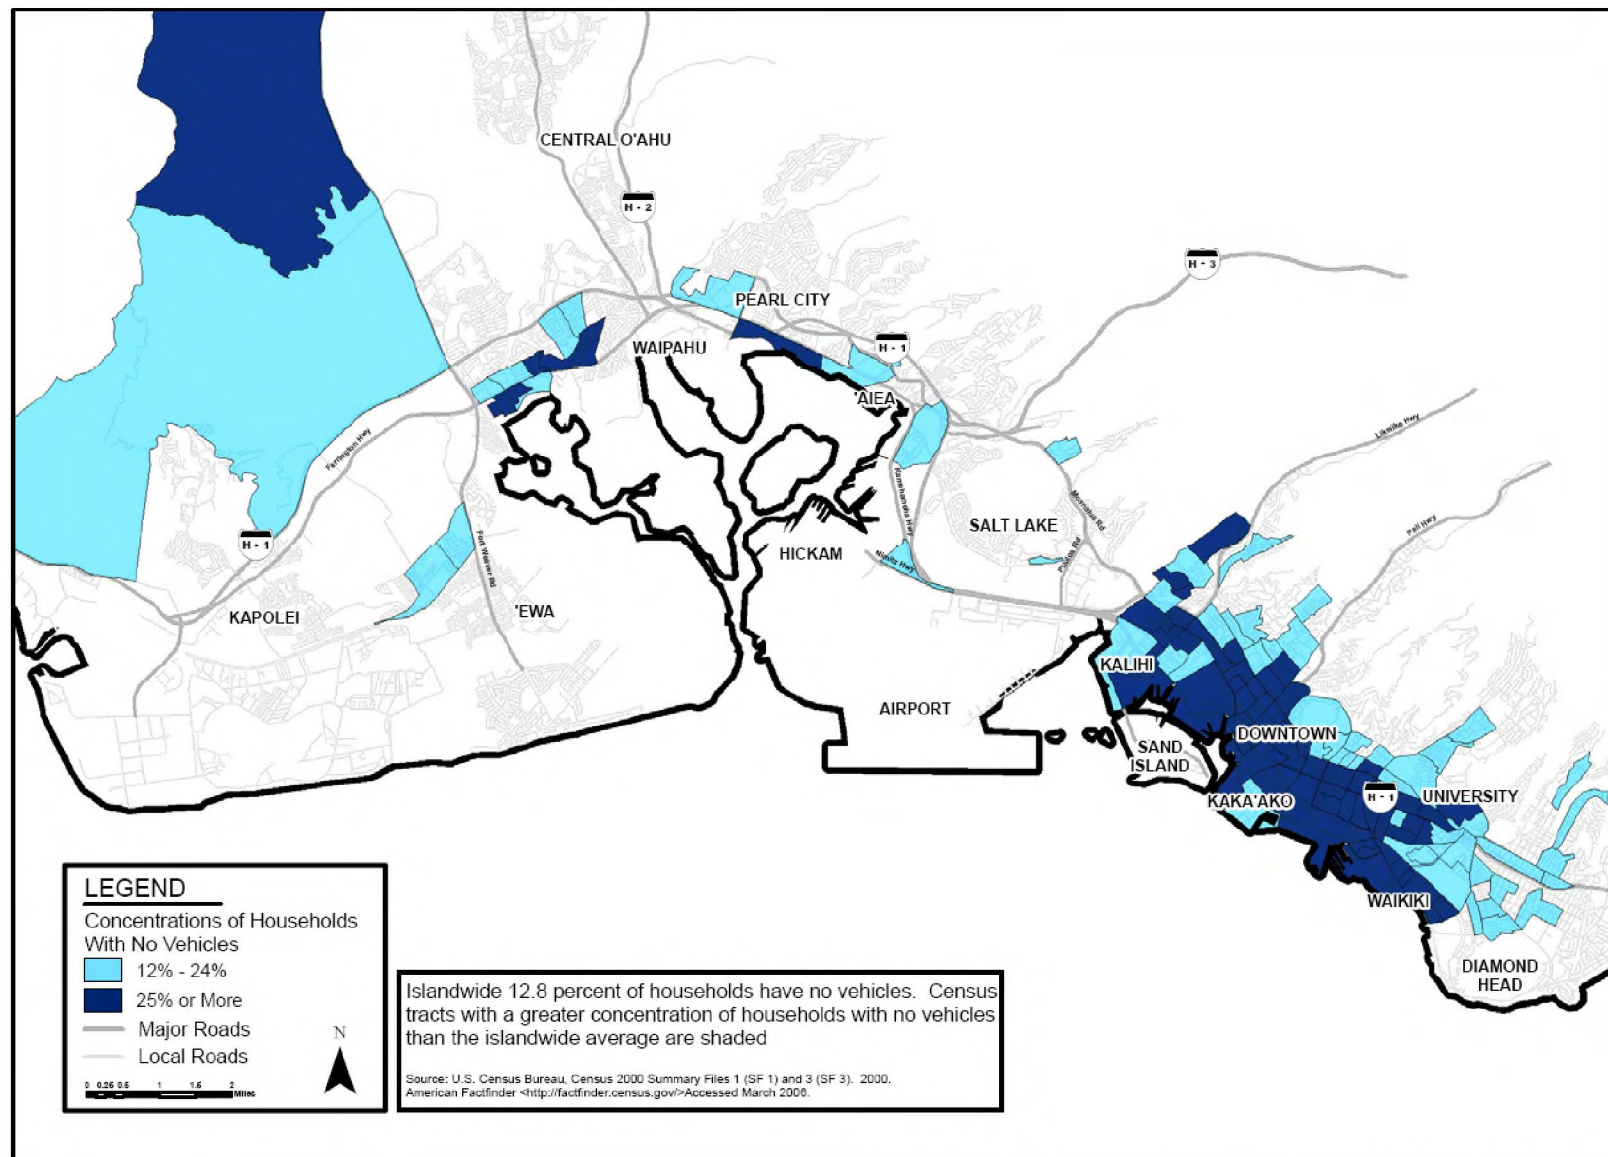 CENTRAL O'AHU
H - 2
H - 3
PEARL CITY
WAIPAHU
H - 1
'AIEA
Farrington Hwy
Likelike Hwy
Kamehameha Hwy
Moanalua Rd
SALT LAKE
Pali Hwy
H - 1
Fort Weaver Rd
HICKAM
Nimitz Hwy
Puuloa Rd
KAPOLEI
'EWA
KALIHI
AIRPORT
DOWNTOWN
SAND
ISLAND
KAKA'AKO
H - 1
UNIVERSITY
WAIKIKI
DIAMOND
HEAD
LEGEND
Concentrations of Households
With No Vehicles
12% - 24%
25% or More
Major Roads
Local Roads
N
0 0.25 0.5 1 1.5 2
Miles
Islandwide 12.8 percent of households have no vehicles. Census
tracts with a greater concentration of households with no vehicles
than the islandwide average are shaded
Source: U.S. Census Bureau, Census 2000 Summary Files 1 (SF 1) and 3 (SF 3). 2000.
American Factfinder <http://factfinder.census.gov/>Accessed March 2006.